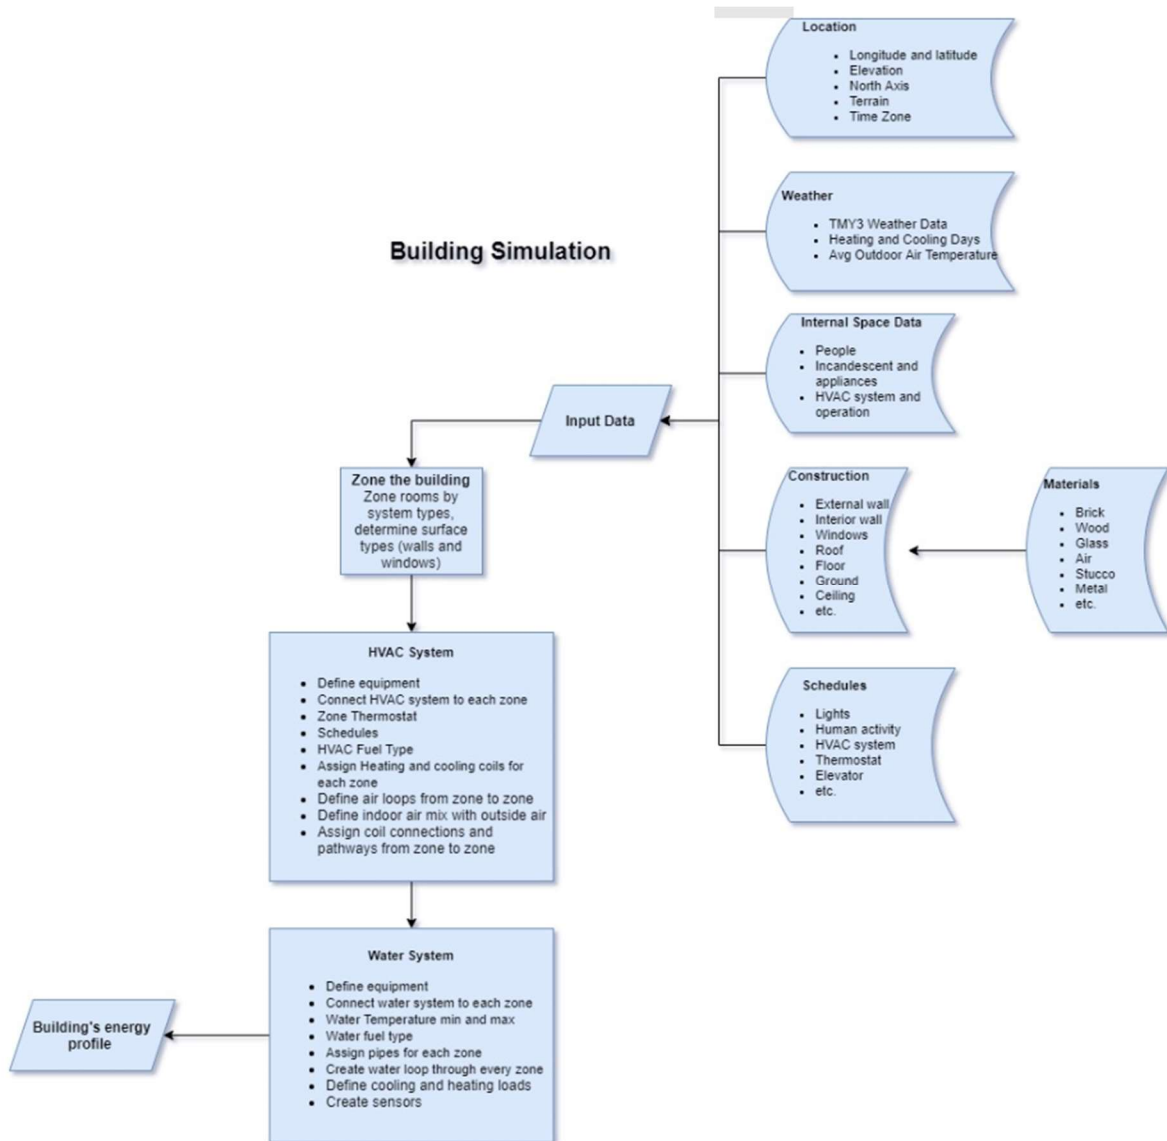 Location
Longitude and latitude
Elevation
North Axis
Terrain
Time Zone
Weather
TMY3 Weather Data
Heating and Cooling Days
Avg Outdoor Air Temperature
Building Simulation
Internal Space Data
People
Incandescent and
appliances
HVAC system and
operation
Input Data
Zone the building
Zone rooms by
system types,
determine surface
types (walls and
windows)
Construction
External wall
Interior wall
Windows
Roof
Floor
Ground
Ceiling
etc.
Materials
Brick
Wood
Glass
Air
Stucco
Metal
etc.
HVAC System
Define equipment
Connect HVAC system to each zone
Zone Thermostat
Schedules
HVAC Fuel Type
Assign Heating and cooling coils for
each zone
Define air loops from zone to zone
Define indoor air mix with outside air
Assign coil connections and
pathways from zone to zone
Schedules
Lights
Human activity
HVAC system
Thermostat
Elevator
etc.
Water System
Define equipment
Connect water system to each zone
Water Temperature min and max
Water fuel type
Assign pipes for each zone
Create water loop through every zone
Define cooling and heating loads
Create sensors
Building's energy
profile